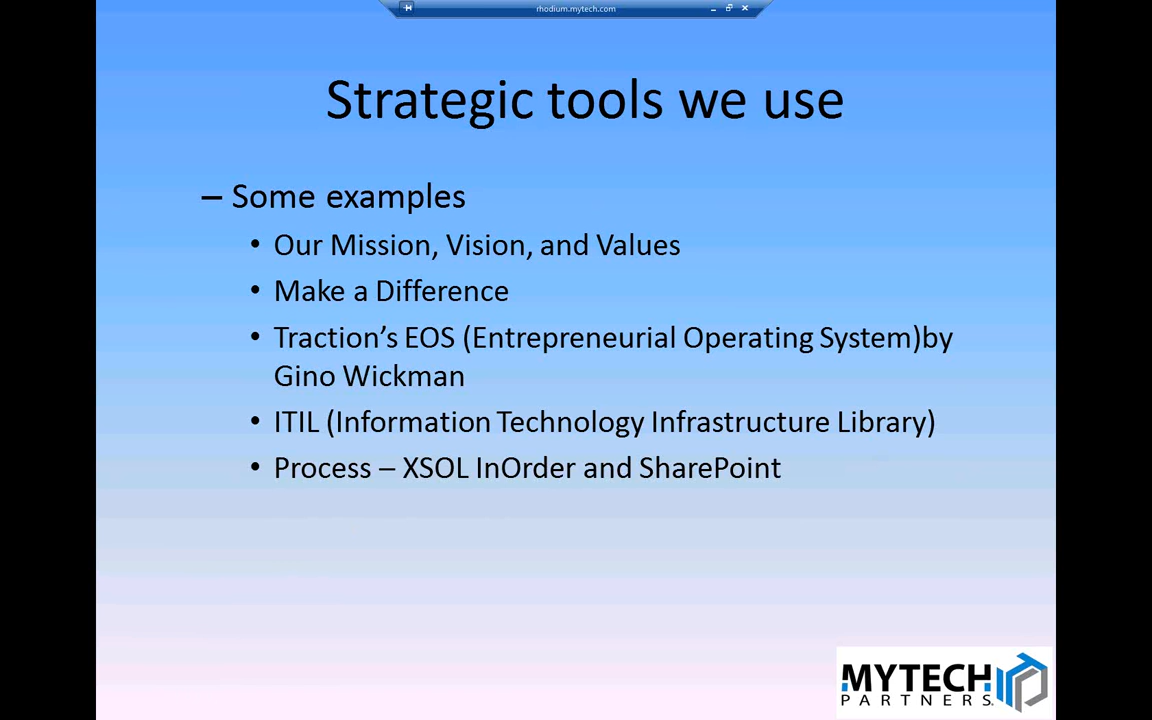 rhodium.mytech.com
Strategic tools we use
– Some examples
• Our Mission, Vision, and Values
• Make a Difference
• Traction’s EOS (Entrepreneurial Operating System)by
Gino Wickman
• ITIL (Information Technology Infrastructure Library)
• Process – XSOL InOrder and SharePoint
MYTECH
PARTNERS